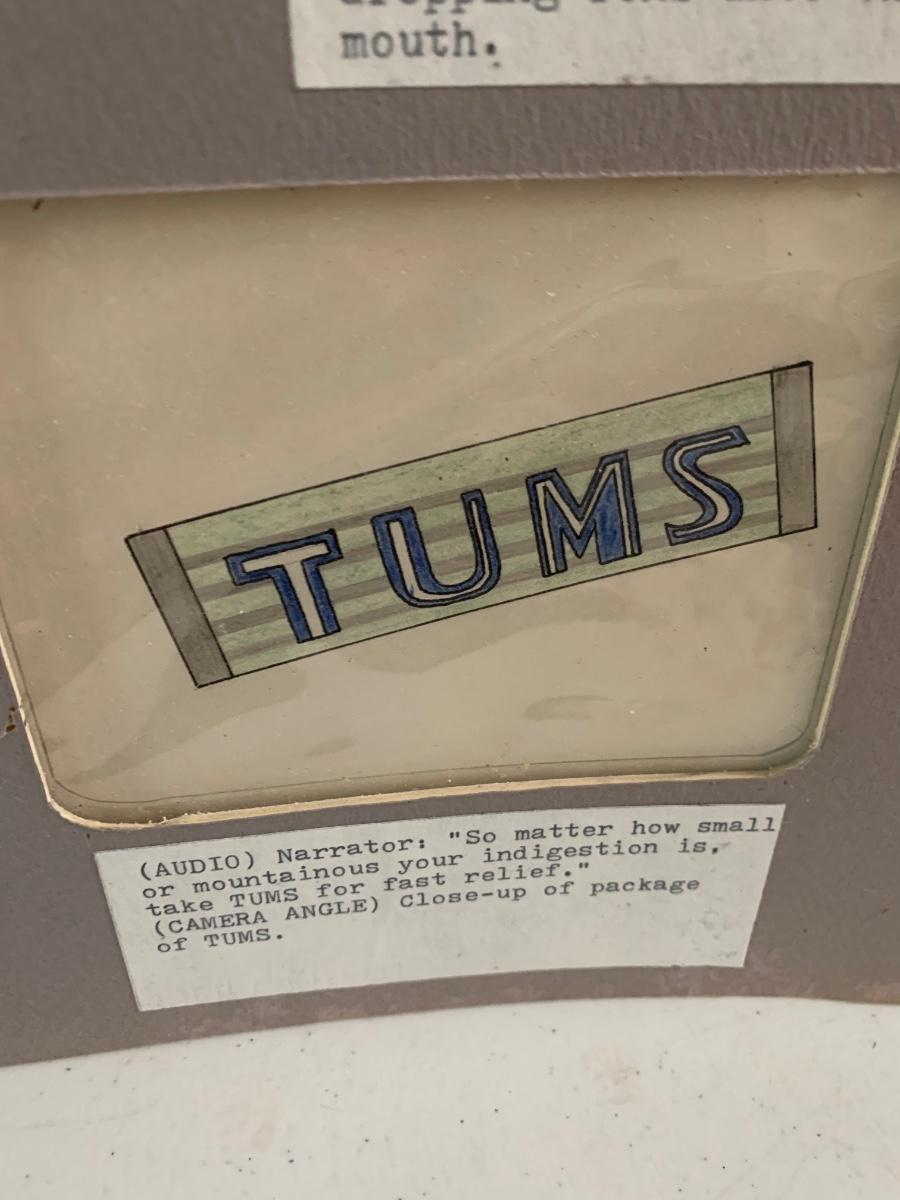 mouth.
TUMS
(AUDIO) Narrator: "So matter how small
or mountainous your indigestion is,
take TUMS for fast relief."
(CAMERA ANGLE) Close-up of package
of TUMS.